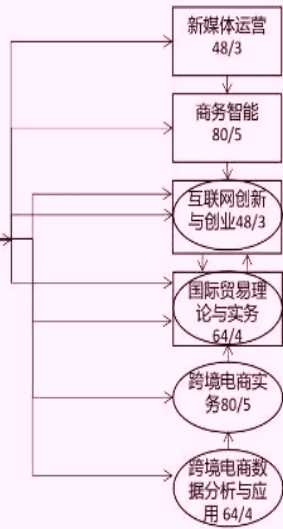 新媒体运营
48/3
商务智能
80/5
互联网创新
与创业48/3
国际贸易理
论与实务
64/4
跨境电商实
务80/5
跨境电商数
据分析与应
用 64/4